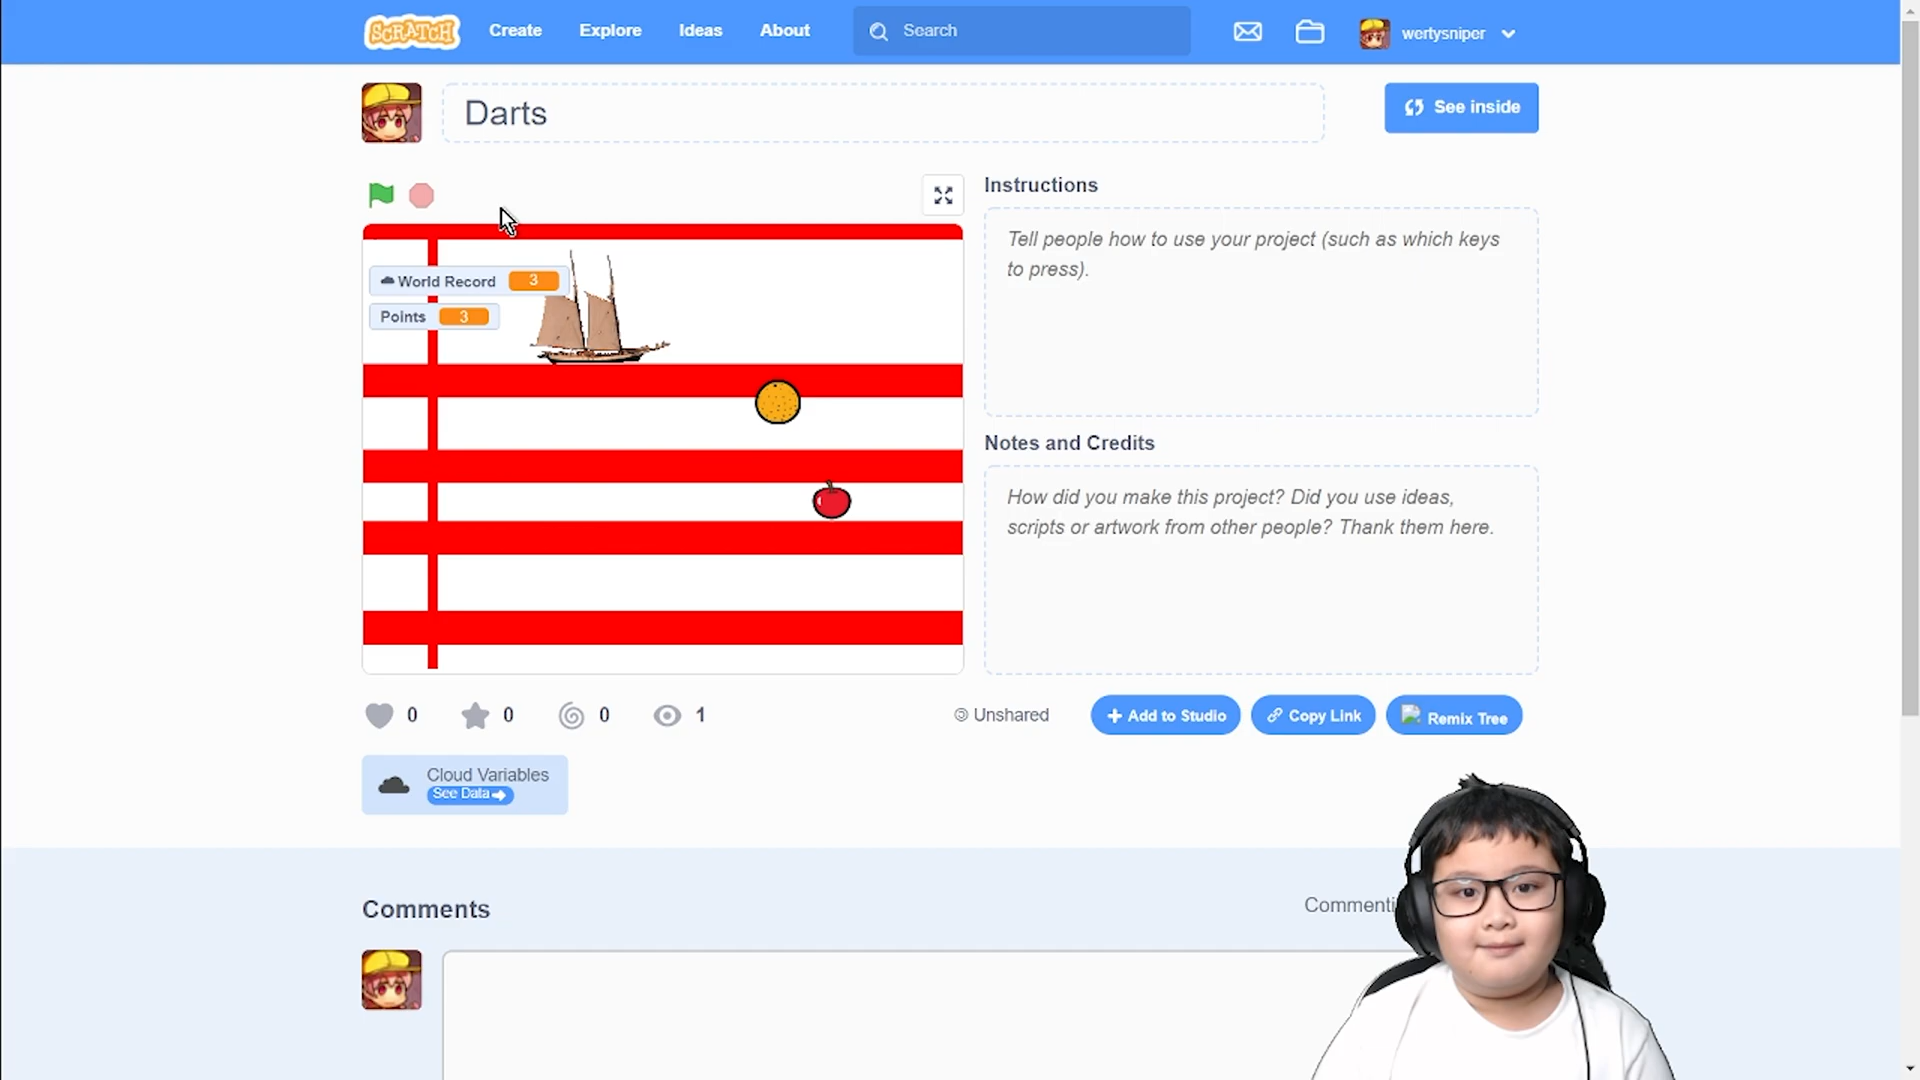 SCRATCH
Create
Explore
Ideas
About
Search
wertysniper
Darts
See inside
World Record 3
Points 3
Instructions
Tell people how to use your project (such as which keys
to press).
Notes and Credits
How did you make this project? Did you use ideas,
scripts or artwork from other people? Thank them here.
0
0
0
1
Unshared
Add to Studio
Copy Link
Remix Tree
Cloud Variables
See Data
Comments